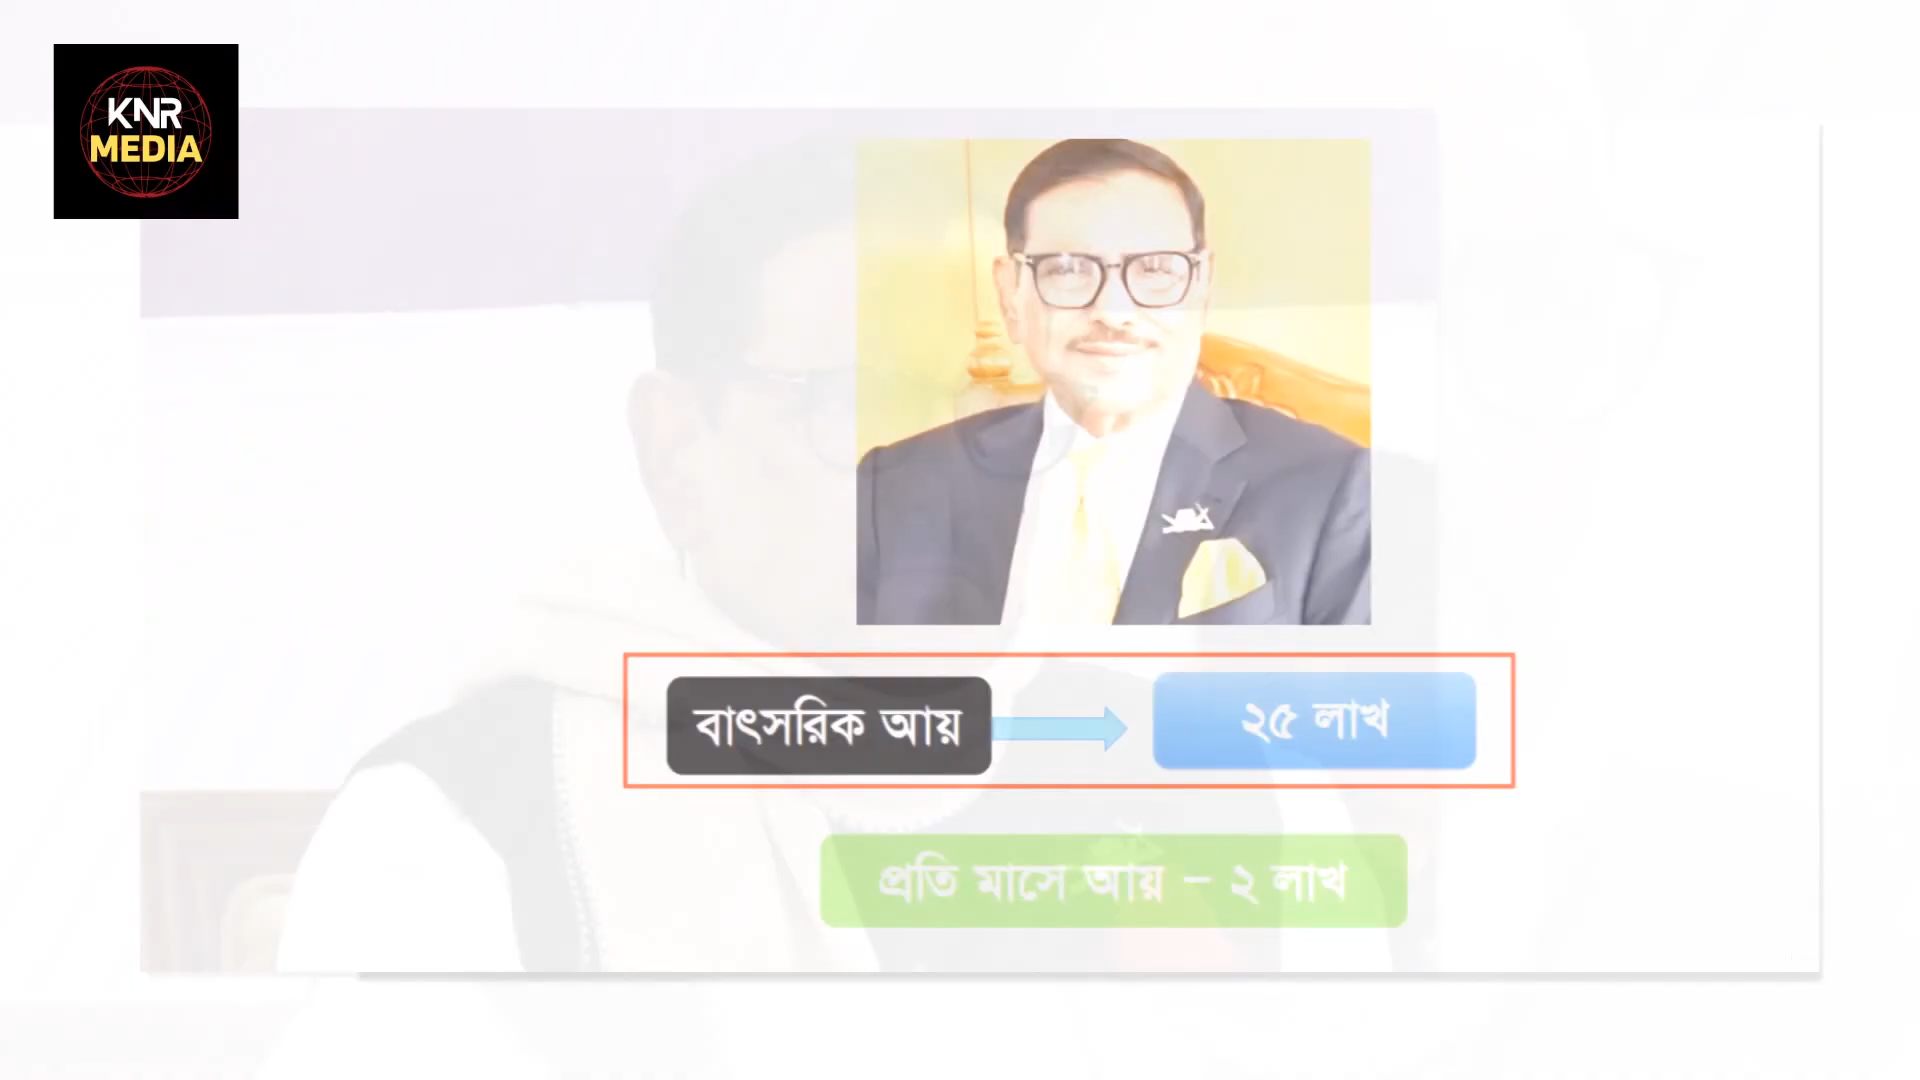 KNR
MEDIA
বাৎসরিক আয়
২৫ লাখ
প্রতি মাসে আয় – ২ লাখ